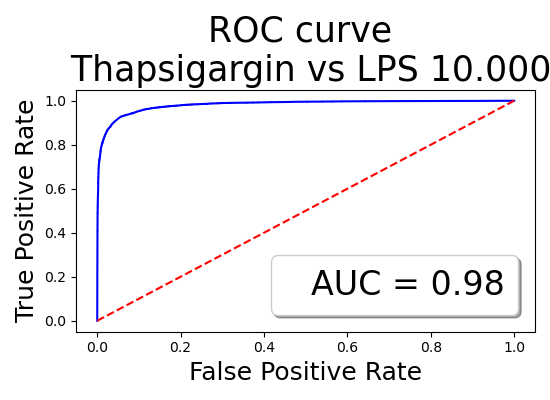 ROC curve
Thapsigargin vs LPS 10.000
True Positive Rate
1.0
0.8
0.6
0.4
0.2
0.0
AUC = 0.98
0.0 0.2 0.4 0.6 0.8 1.0
False Positive Rate